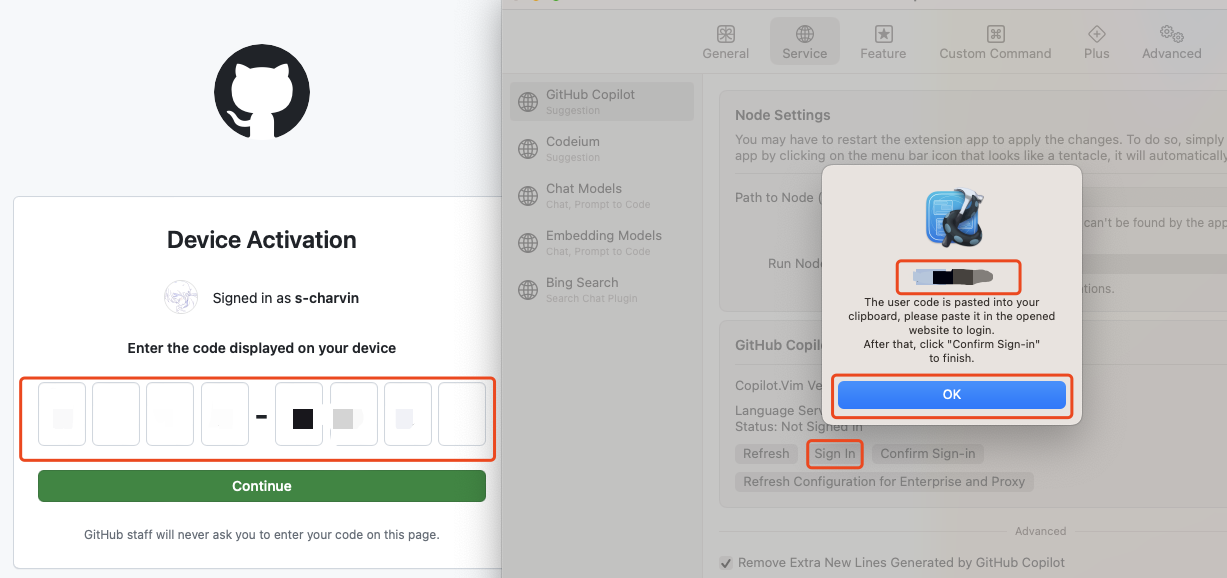 Device Activation
Signed in as s-charvin
Enter the code displayed on your device
-
Continue
GitHub staff will never ask you to enter your code on this page.
General
Service
Feature
Custom Command
Plus
Advanced
GitHub Copilot
Suggestion
Codeium
Suggestion
Chat Models
Chat, Prompt to Code
Embedding Models
Chat, Prompt to Code
Bing Search
Search Chat Plugin
Node Settings
You may have to restart the extension app to apply the changes. To do so, simply
app by clicking on the menu bar icon that looks like a tentacle, it will automatically
Path to Node (
can't be found by the app
Run Node
tions.
The user code is pasted into your
clipboard, please paste it in the opened
website to login.
After that, click "Confirm Sign-in"
to finish.
OK
GitHub Copilo
Copilot.Vim Ve
Language Serv
Status: Not Signed In
Refresh
Sign In
Confirm Sign-in
Refresh Configuration for Enterprise and Proxy
Advanced
Remove Extra New Lines Generated by GitHub Copilot